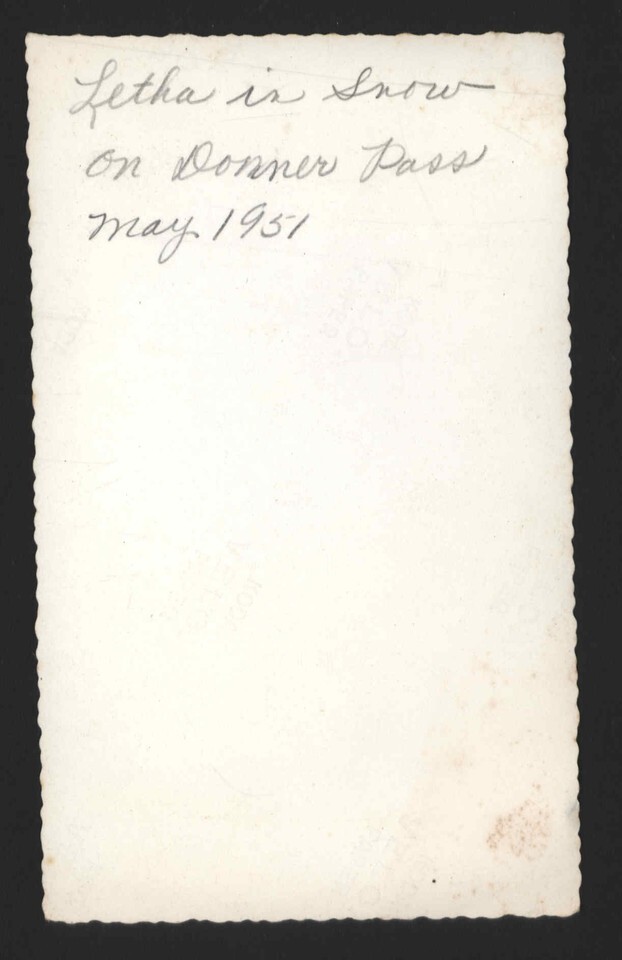 Letha in Snow
on Donner Pass
May 1951